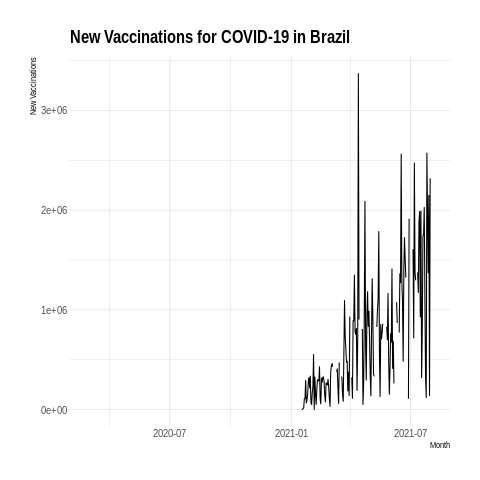 New Vaccinations for COVID-19 in Brazil
New Vaccinations
3e+06
2e+06
1e+06
0e+00
2020-07 2021-01 2021-07
Month